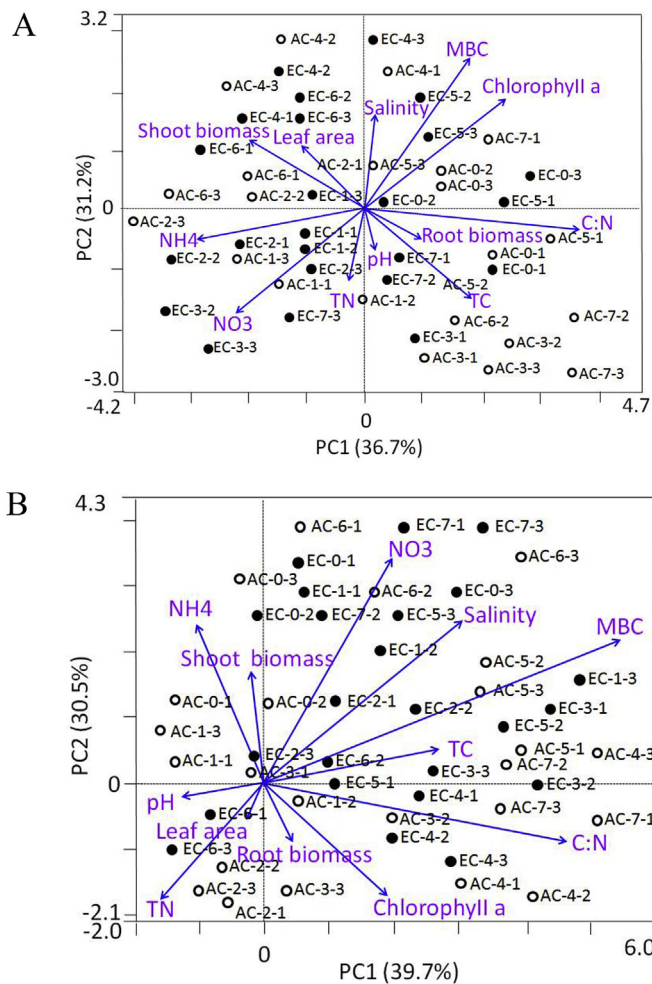 A
3.2
AC-4-2
EC-4-3
MBC
EC-4-2
AC-4-1
AC-4-3
EC-6-2
EC-5-2
Chlorophyll a
Salinity
EC-4-1
EC-6-3
Shoot biomass
Leaf area
EC-5-3
AC-7-1
EC-6-1
AC-2-1
AC-5-3
AC-0-2
AC-6-1
AC-0-3
EC-0-3
AC-6-3
AC-2-2
EC-1-3
EC-0-2
EC-5-1
0
AC-2-3
C:N
NH4
EC-1-1
Root biomass
AC-5-1
EC-2-1
EC-1-2
pH
AC-0-1
EC-2-2
AC-1-3
EC-7-1
EC-2-3
EC-0-1
AC-1-1
TN
EC-7-2
AC-5-2
AC-1-2
TC
EC-3-2
NO3
EC-7-3
AC-6-2
AC-7-2
EC-3-1
AC-3-2
EC-3-3
AC-3-1
AC-3-3
AC-7-3
-3.0
-4.2
0
4.7
PC1 (36.7%)
PC2 (31.2%)
B
4.3
AC-6-1
EC-7-1
EC-7-3
NO3
EC-0-1
AC-6-3
AC-0-3
EC-1-1
AC-6-2
EC-0-3
NH4
EC-0-2
EC-7-2
EC-5-3
Salinity
MBC
Shoot biomass
EC-1-2
AC-5-2
EC-1-3
AC-5-3
AC-0-1
AC-0-2
EC-2-1
EC-2-2
EC-3-1
AC-1-3
EC-5-2
TC
AC-5-1
AC-4-3
AC-1-1
EC-2-3
EC-6-2
AC-7-2
AC-3-1
EC-3-3
0
EC-5-1
EC-3-2
pH
AC-1-2
EC-4-1
AC-7-3
EC-6-1
AC-3-2
AC-7-1
Leaf area
EC-4-2
C:N
EC-6-3
Root biomass
EC-4-3
AC-2-2
AC-4-1
AC-2-3
AC-3-3
AC-4-2
TN
AC-2-1
Chlorophyll a
-2.1
-2.0
0
6.0
PC1 (39.7%)
PC2 (30.5%)